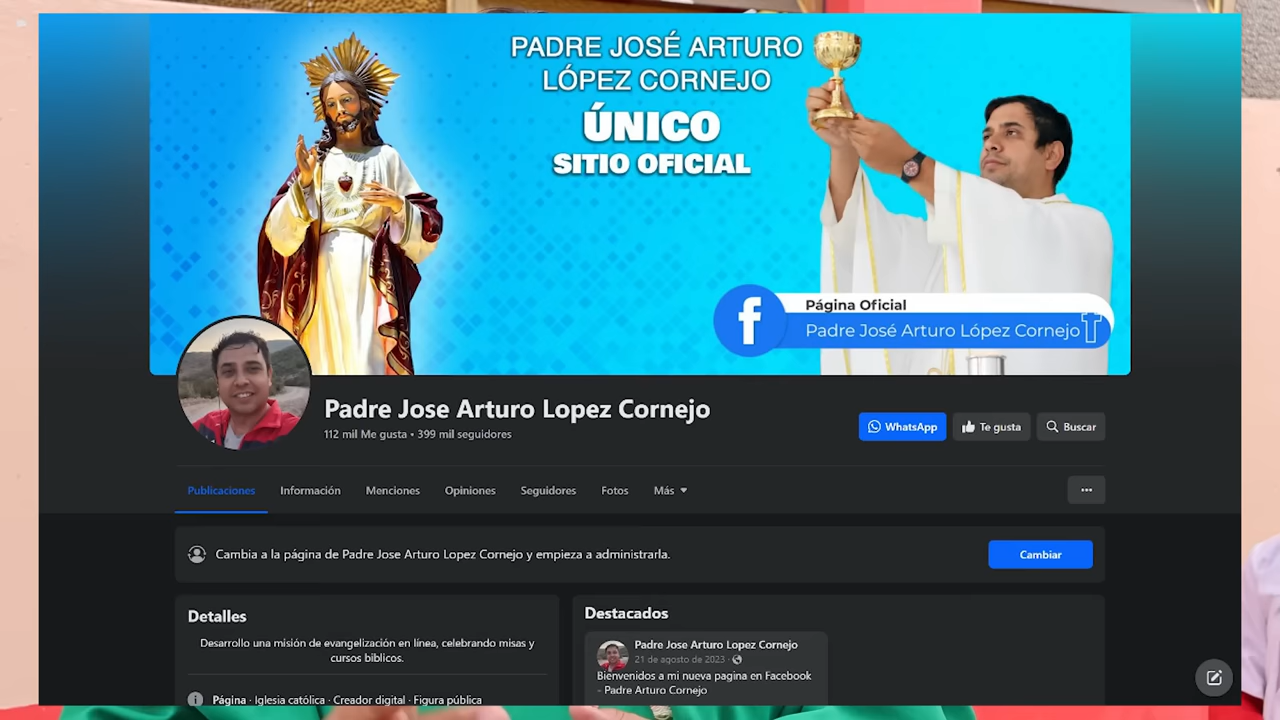 PADRE JOSÉ ARTURO
LÓPEZ CORNEJO
ÚNICO
SITIO OFICIAL
Página Oficial
Padre José Arturo López Cornejo
Padre Jose Arturo Lopez Cornejo
112 mil Me gusta • 399 mil seguidores
WhatsApp
Te gusta
Buscar
Publicaciones
Información
Menciones
Opiniones
Seguidores
Fotos
Más
Cambia a la página de Padre Jose Arturo Lopez Cornejo y empieza a administrarla.
Cambiar
Detalles
Desarrollo una misión de evangelización en línea, celebrando misas y
cursos bíblicos.
Página · Iglesia católica · Creador digital · Figura pública
Destacados
Padre Jose Arturo Lopez Cornejo
21 de agosto de 2023 ·
Bienvenidos a mi nueva pagina en Facebook
- Padre Arturo Cornejo